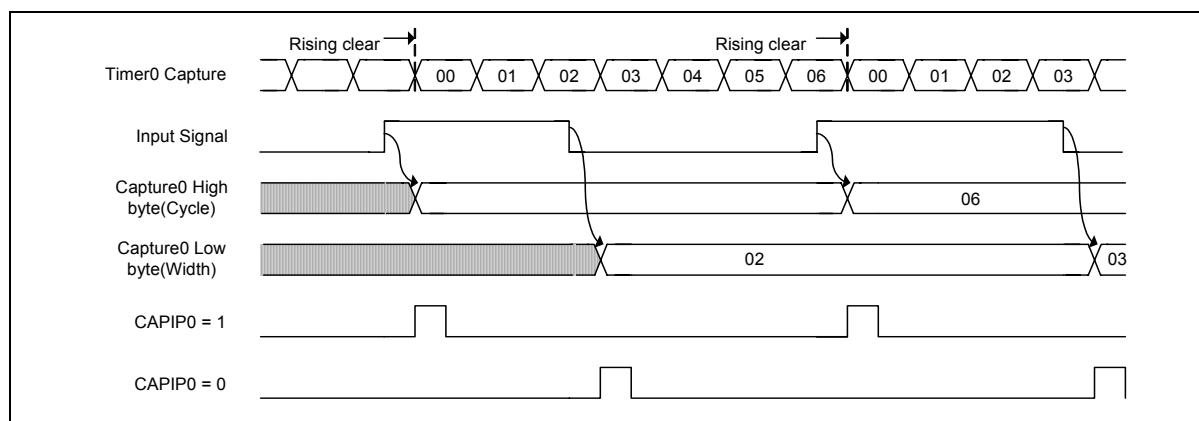 Rising clear Rising clear
Timer0 Capture 00 01 02 03 04 05 06 00 01 02 03
Input Signal
Capture0 High
byte(Cycle) 06
Capture0 Low
byte(Width) 02 03
CAPIP0 = 1
CAPIP0 = 0